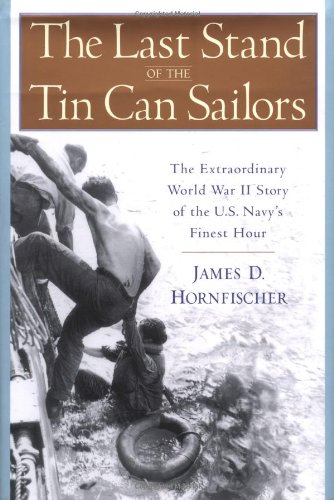 The Last Stand
OF THE
Tin Can Sailors
The Extraordinary
World War II Story
of the U.S. Navy's
Finest Hour
JAMES D.
HORNFISCHER